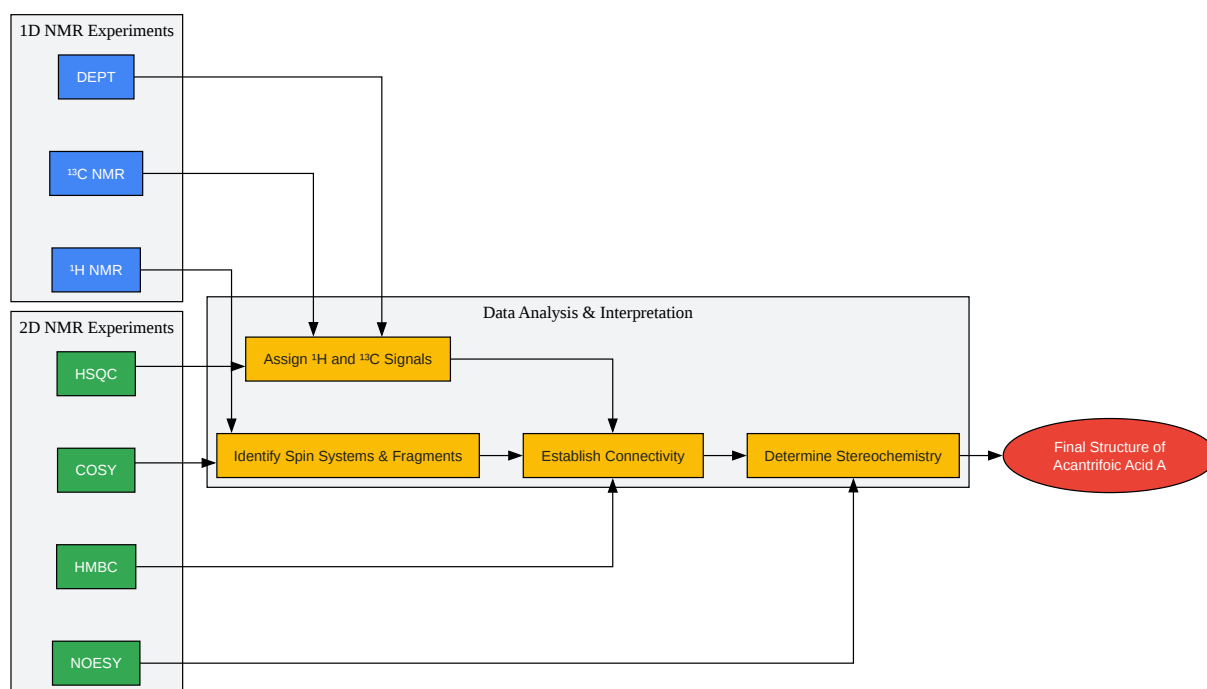 1D NMR Experiments
DEPT
¹³C NMR
¹H NMR
2D NMR Experiments
HSQC
COSY
HMBC
NOESY
Data Analysis & Interpretation
Assign ¹H and ¹³C Signals
Identify Spin Systems & Fragments
Establish Connectivity
Determine Stereochemistry
Final Structure of
Acantrifoic Acid A